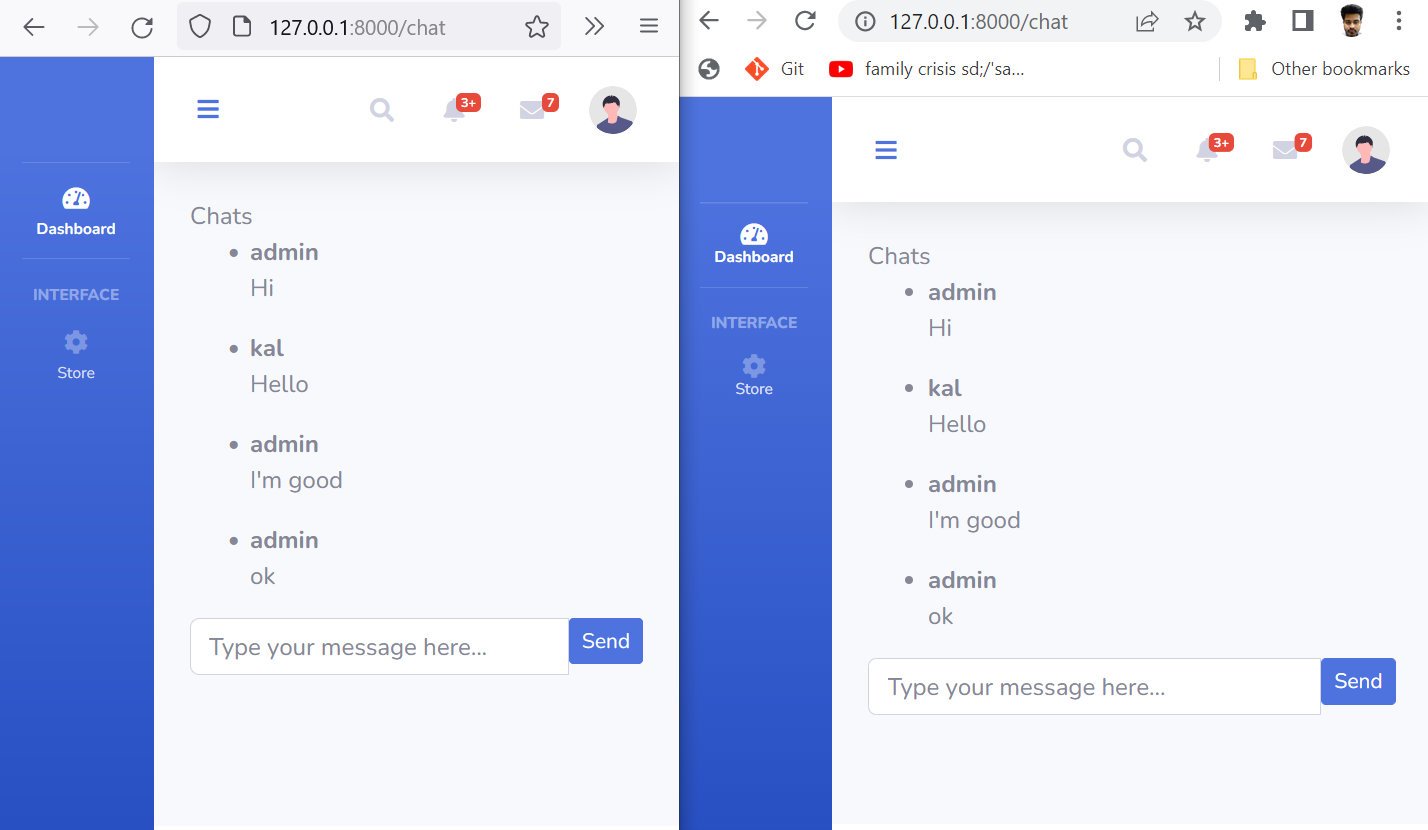 127.0.0.1:8000/chat
3+
7
Dashboard
INTERFACE
Store
Chats
admin
Hi
kal
Hello
admin
I'm good
admin
ok
Type your message here...
Send
127.0.0.1:8000/chat
Git
family crisis sd;/'sa...
Other bookmarks
3+
7
Dashboard
INTERFACE
Store
Chats
admin
Hi
kal
Hello
admin
I'm good
admin
ok
Type your message here...
Send